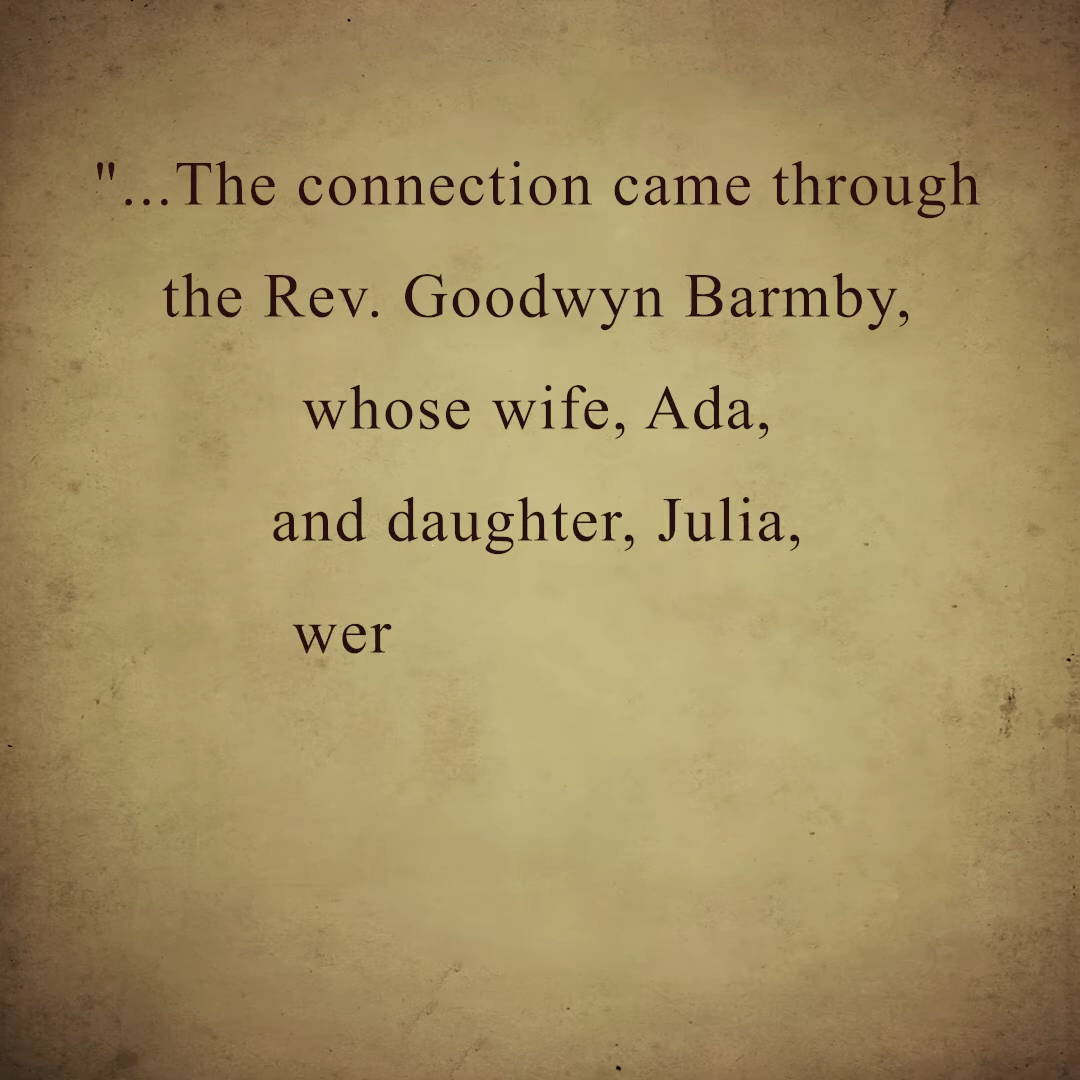 "...The connection came through
the Rev. Goodwyn Barmby,
whose wife, Ada,
and daughter, Julia,
wer